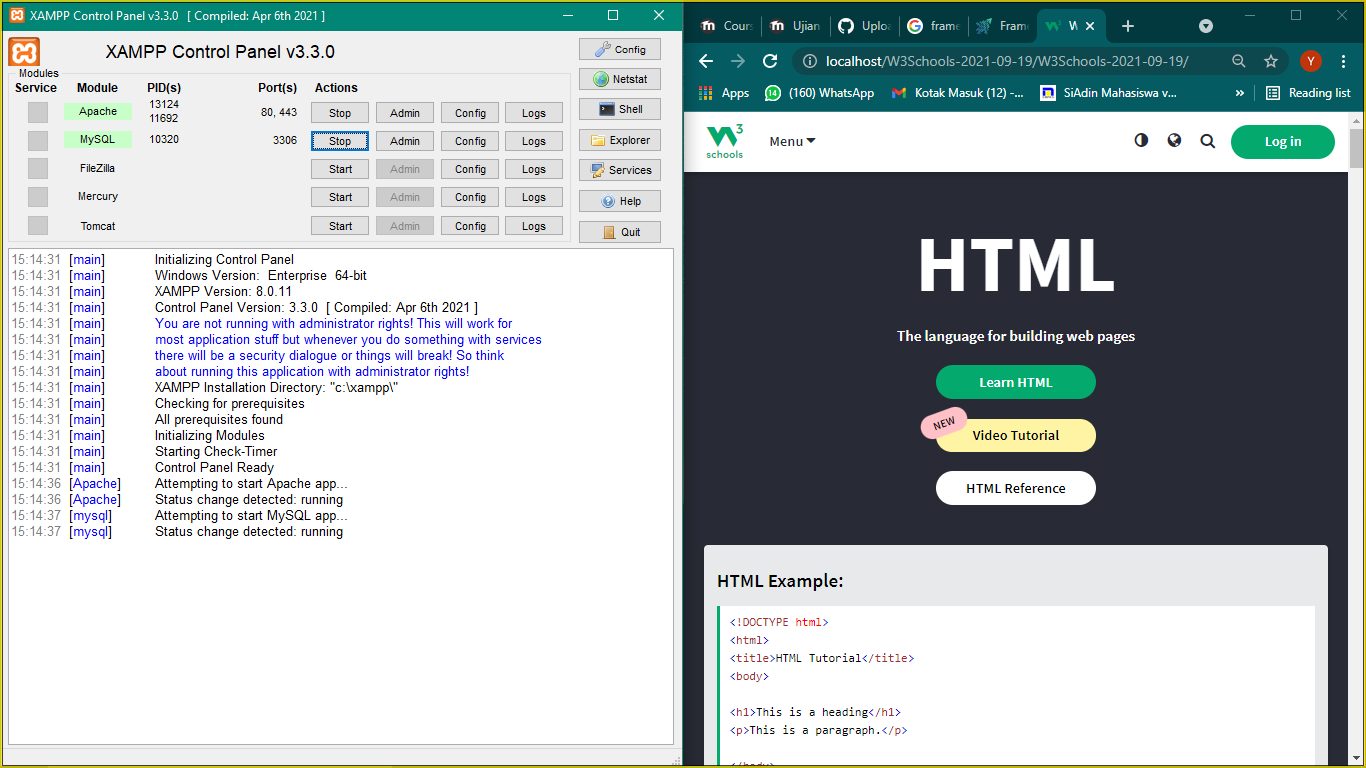 XAMPP Control Panel v3.3.0 [ Compiled: Apr 6th 2021 ]
XAMPP Control Panel v3.3.0
Config
Modules
Service Module PID(s) Port(s) Actions
Netstat
Apache 13124 11692 80, 443 Stop Admin Config Logs
Shell
MySQL 10320 3306 Stop Admin Config Logs
Explorer
FileZilla Start Admin Config Logs
Services
Mercury Start Admin Config Logs
Help
Tomcat Start Admin Config Logs
Quit
15:14:31 [main] Initializing Control Panel
15:14:31 [main] Windows Version: Enterprise 64-bit
15:14:31 [main] XAMPP Version: 8.0.11
15:14:31 [main] Control Panel Version: 3.3.0 [ Compiled: Apr 6th 2021 ]
15:14:31 [main] You are not running with administrator rights! This will work for
15:14:31 [main] most application stuff but whenever you do something with services
15:14:31 [main] there will be a security dialogue or things will break! So think
15:14:31 [main] about running this application with administrator rights!
15:14:31 [main] XAMPP Installation Directory: "c:\xampp\"
15:14:31 [main] Checking for prerequisites
15:14:31 [main] All prerequisites found
15:14:31 [main] Initializing Modules
15:14:31 [main] Starting Check-Timer
15:14:31 [main] Control Panel Ready
15:14:36 [Apache] Attempting to start Apache app...
15:14:36 [Apache] Status change detected: running
15:14:37 [mysql] Attempting to start MySQL app...
15:14:37 [mysql] Status change detected: running
Cours Ujian Uploa frame Frame W
localhost/W3Schools-2021-09-19/W3Schools-2021-09-19/ Y
Apps (160) WhatsApp Kotak Masuk (12) -... SiAdin Mahasiswa v... » Reading list
W3 schools Menu Log in
HTML
The language for building web pages
Learn HTML
NEW
Video Tutorial
HTML Reference
HTML Example:
<!DOCTYPE html>
<html>
<title>HTML Tutorial</title>
<body>
<h1>This is a heading</h1>
<p>This is a paragraph.</p>